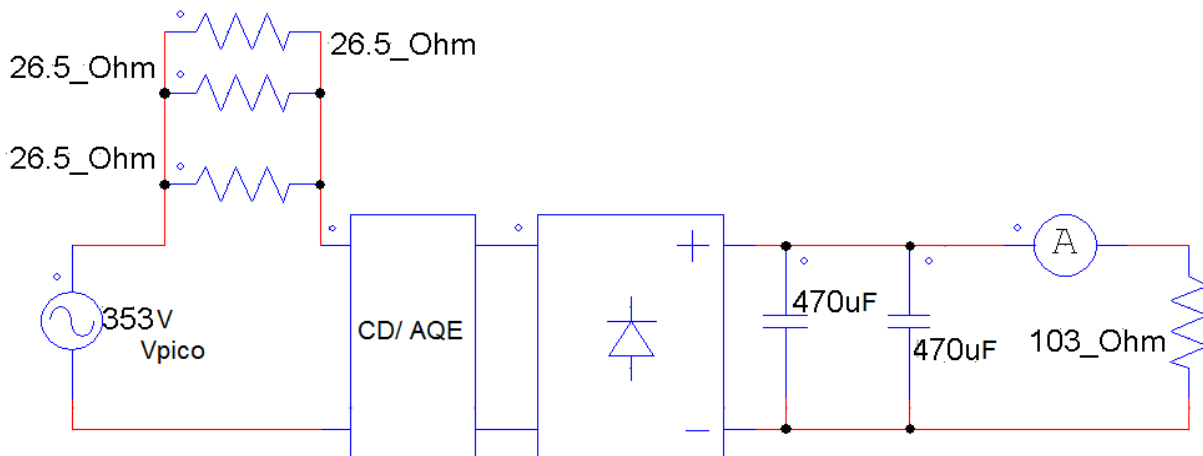 26.5_Ohm
26.5_Ohm
26.5_Ohm
353V
Vpico
CD/ AQE
+
−
470uF
470uF
A
103_Ohm